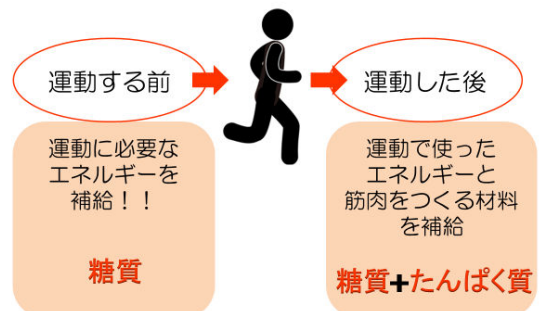 運動する前
運動に必要な
エネルギーを
補給！！
糖質
運動した後
運動で使った
エネルギーと
筋肉をつくる材料
を補給
糖質+たんぱく質